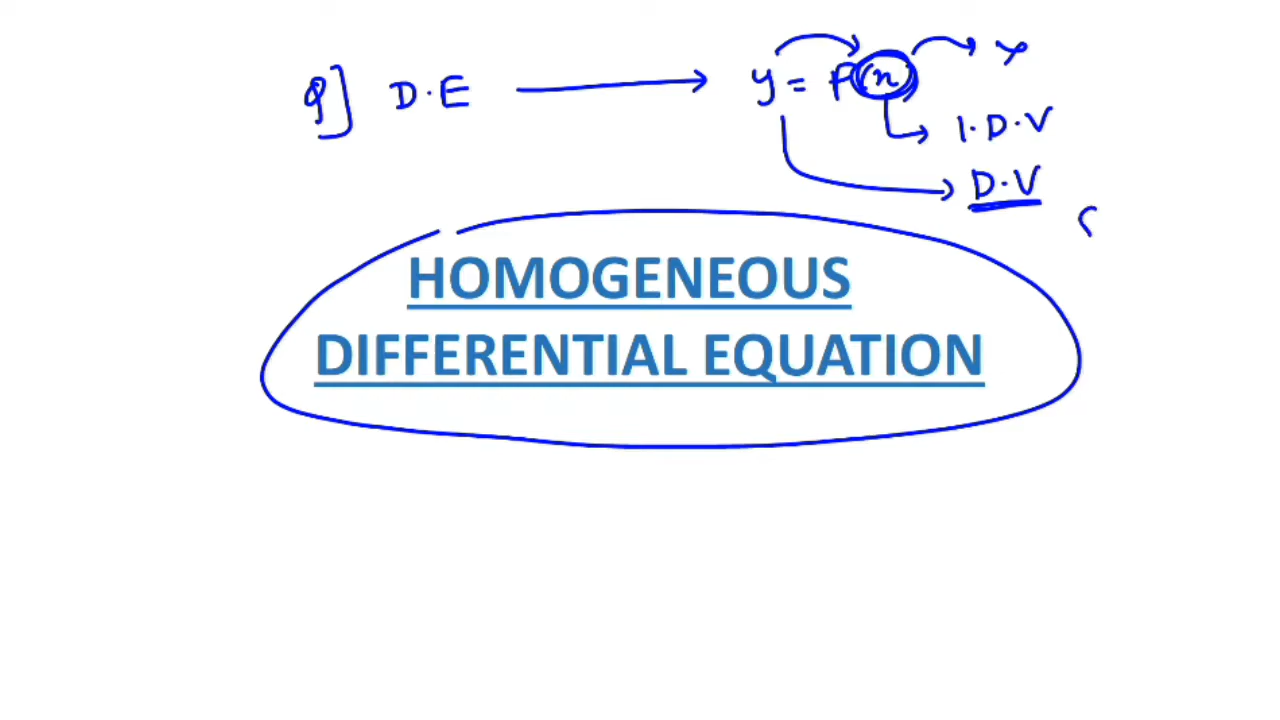 Q] D.E → y = F(x) → x
I.D.V
D.V
HOMOGENEOUS
DIFFERENTIAL EQUATION